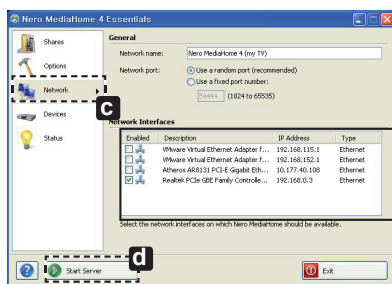 Nero MediaHome 4 Essentials
Shares
Options
Network
Devices
Status
General
Network name: Nero MediaHome 4 (my TV)
Network port: Use a random port (recommended)
Use a fixed port number:
54444 (1024 to 65535)
c
Network Interfaces
Enabled Description IP Address Type
VMware Virtual Ethernet Adapter f... 192.168.115.1 Ethernet
VMware Virtual Ethernet Adapter f... 192.168.152.1 Ethernet
Atheros AR8131 PCI-E Gigabit Eth... 10.177.40.108 Ethernet
Realtek PCIe GBE Family Controlle... 192.168.0.3 Ethernet
Select the network interfaces on which Nero MediaHome should be available.
d
Start Server
Exit